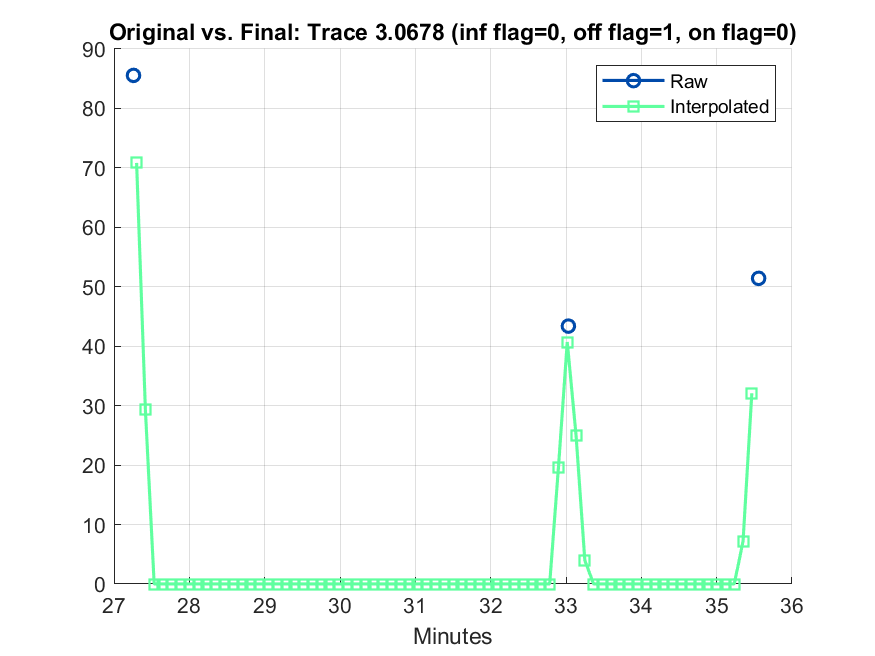 Original vs. Final: Trace 3.0678 (inf flag=0, off flag=1, on flag=0)
90
80
70
60
50
40
30
20
10
0
Raw
Interpolated
27 28 29 30 31 32 33 34 35 36
Minutes